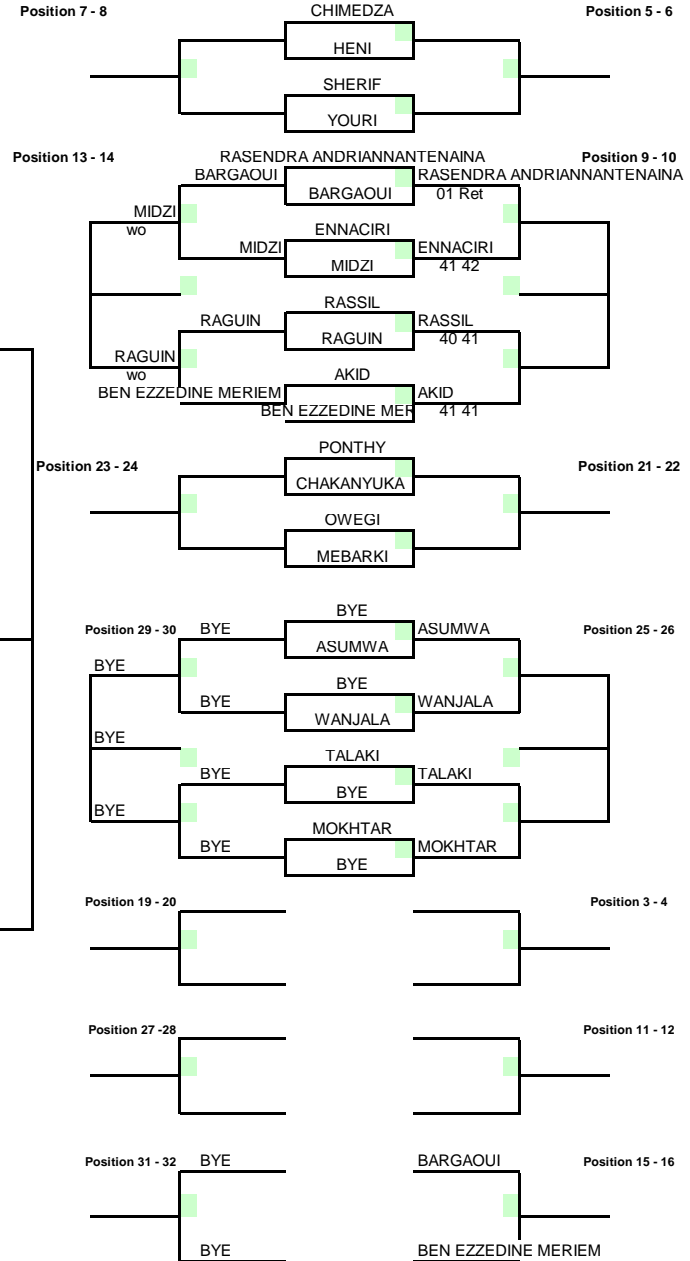 CHIMEDZA
Position 7 - 8
Position 5 - 6
HENI
SHERIF
YOURI
Position 13 - 14
RASENDRA ANDRIANNANTENAINA
Position 9 - 10
BARGAOUI
RASENDRA ANDRIANNANTENAINA
BARGAOUI
01 Ret
MIDZI
wo
ENNACIRI
MIDZI
ENNACIRI
MIDZI
41 42
RASSIL
RAGUIN
RASSIL
RAGUIN
40 41
RAGUIN
wo
AKID
BEN EZZEDINE MERIEM
AKID
BEN EZZEDINE MER
41 41
PONTHY
Position 23 - 24
Position 21 - 22
CHAKANYUKA
OWEGI
MEBARKI
BYE
Position 29 - 30
BYE
ASUMWA
Position 25 - 26
ASUMWA
BYE
BYE
BYE
WANJALA
WANJALA
BYE
TALAKI
BYE
TALAKI
BYE
BYE
MOKHTAR
BYE
MOKHTAR
BYE
Position 19 - 20
Position 3 - 4
Position 27 -28
Position 11 - 12
Position 31 - 32
BYE
BARGAOUI
Position 15 - 16
BYE
BEN EZZEDINE MERIEM